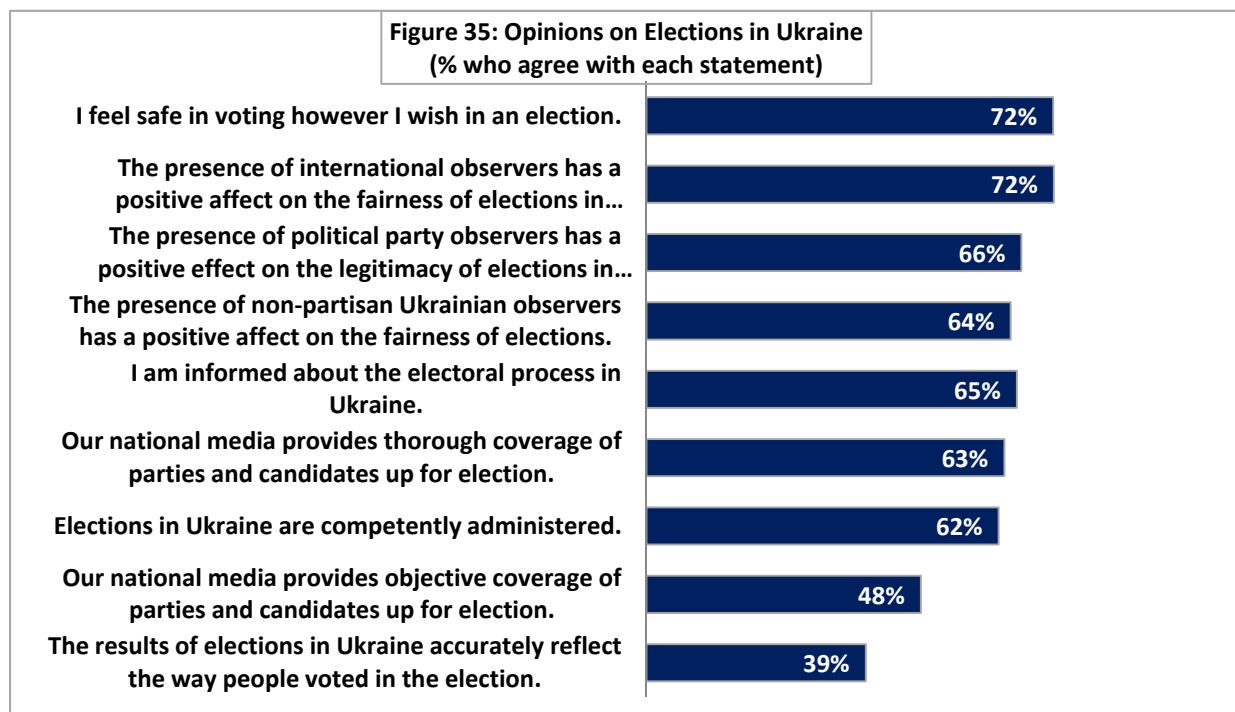 Figure 35: Opinions on Elections in Ukraine
(% who agree with each statement)
I feel safe in voting however I wish in an election.
72%
The presence of international observers has a
positive affect on the fairness of elections in…
72%
The presence of political party observers has a
positive effect on the legitimacy of elections in…
66%
The presence of non-partisan Ukrainian observers
has a positive affect on the fairness of elections.
64%
I am informed about the electoral process in
Ukraine.
65%
Our national media provides thorough coverage of
parties and candidates up for election.
63%
Elections in Ukraine are competently administered.
62%
Our national media provides objective coverage of
parties and candidates up for election.
48%
The results of elections in Ukraine accurately reflect
the way people voted in the election.
39%